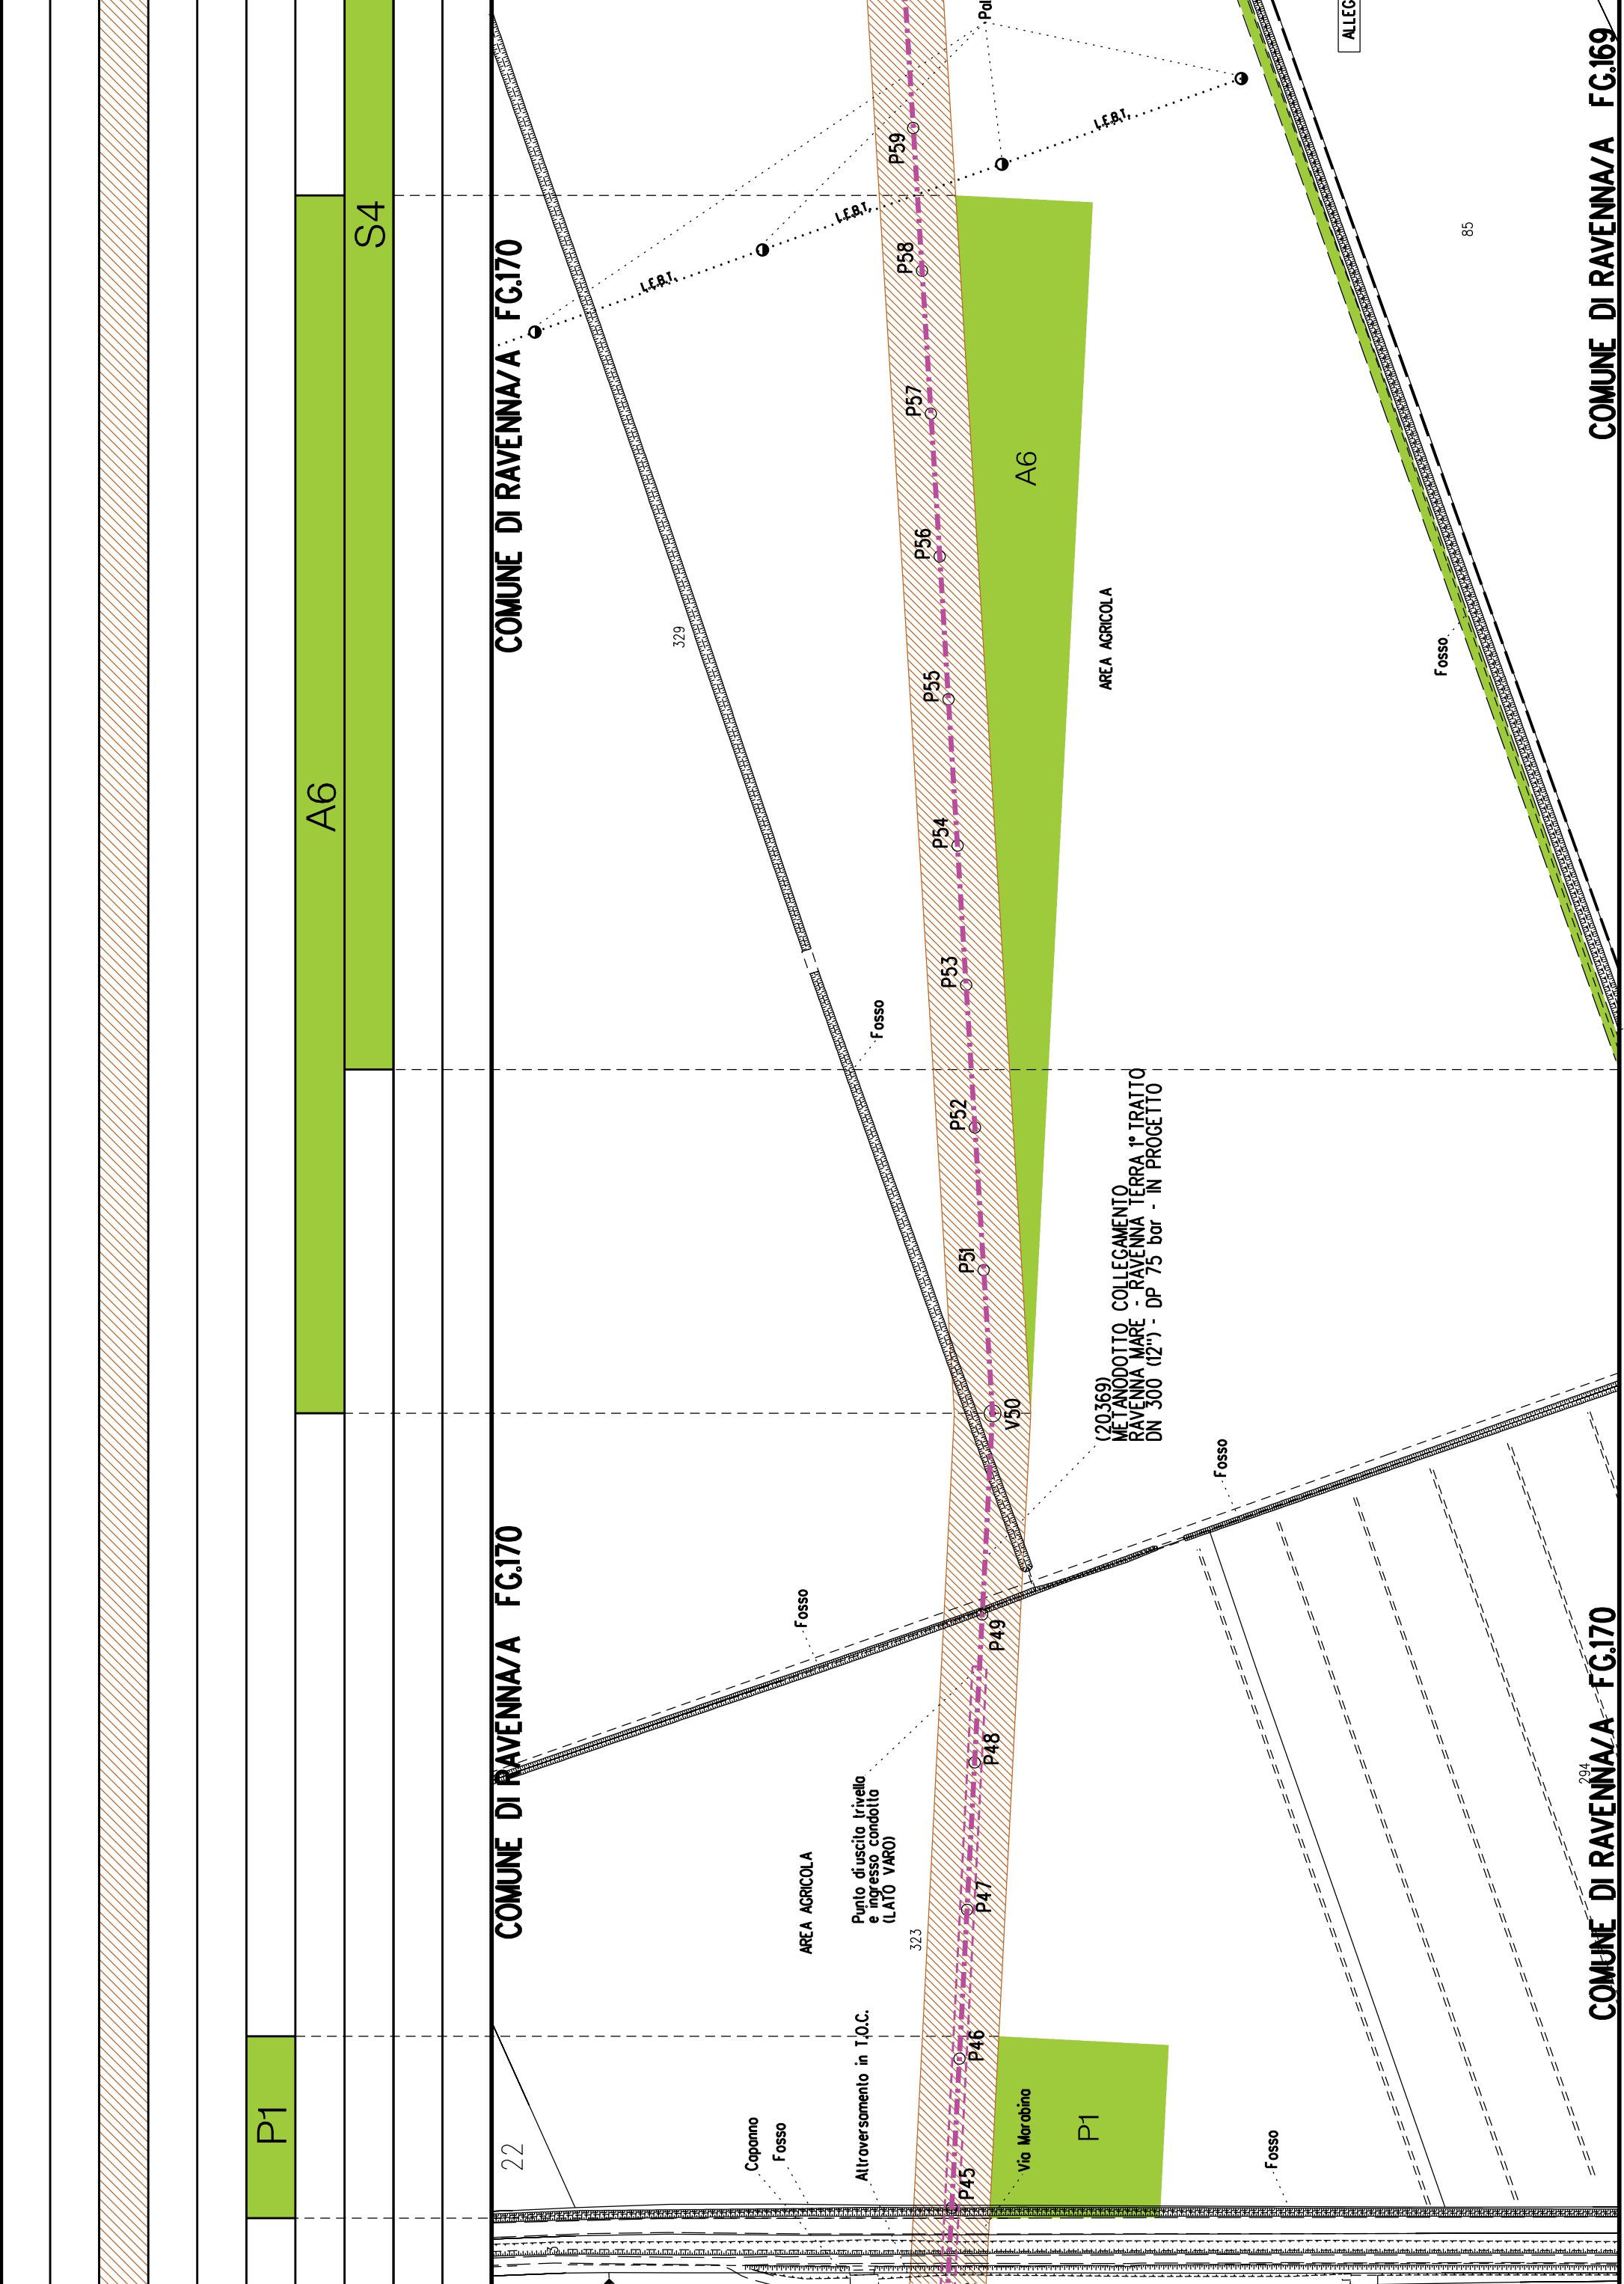 P1
A6
S4
COMUNE DI RAVENNA/A FG.170
COMUNE DI RAVENNA/A FG.170
22
3
Capanno
Fosso
Altraversamento in T.O.C.
AREA AGRICOLA
Punto di uscita trivella
e ingresso condotta
(LATO VARO)
323
Fosso
Fosso
329
L.E.B.T.
L.E.B.T.
L.E.B.T.
P45
P46
P47
P48
P49
V50
P51
P52
P53
P54
P55
P56
P57
P58
P59
Via Marabina
P1
A6
(20369)
METANODOTTO COLLEGAMENTO
RAVENNA MARE - RAVENNA TERRA 1° TRATTO
DN 300 (12") - DP 75 bar - IN PROGETTO
AREA AGRICOLA
Fosso
Fosso
Fosso
85
294
COMUNE DI RAVENNA/A FG.170
COMUNE DI RAVENNA/A FG.169